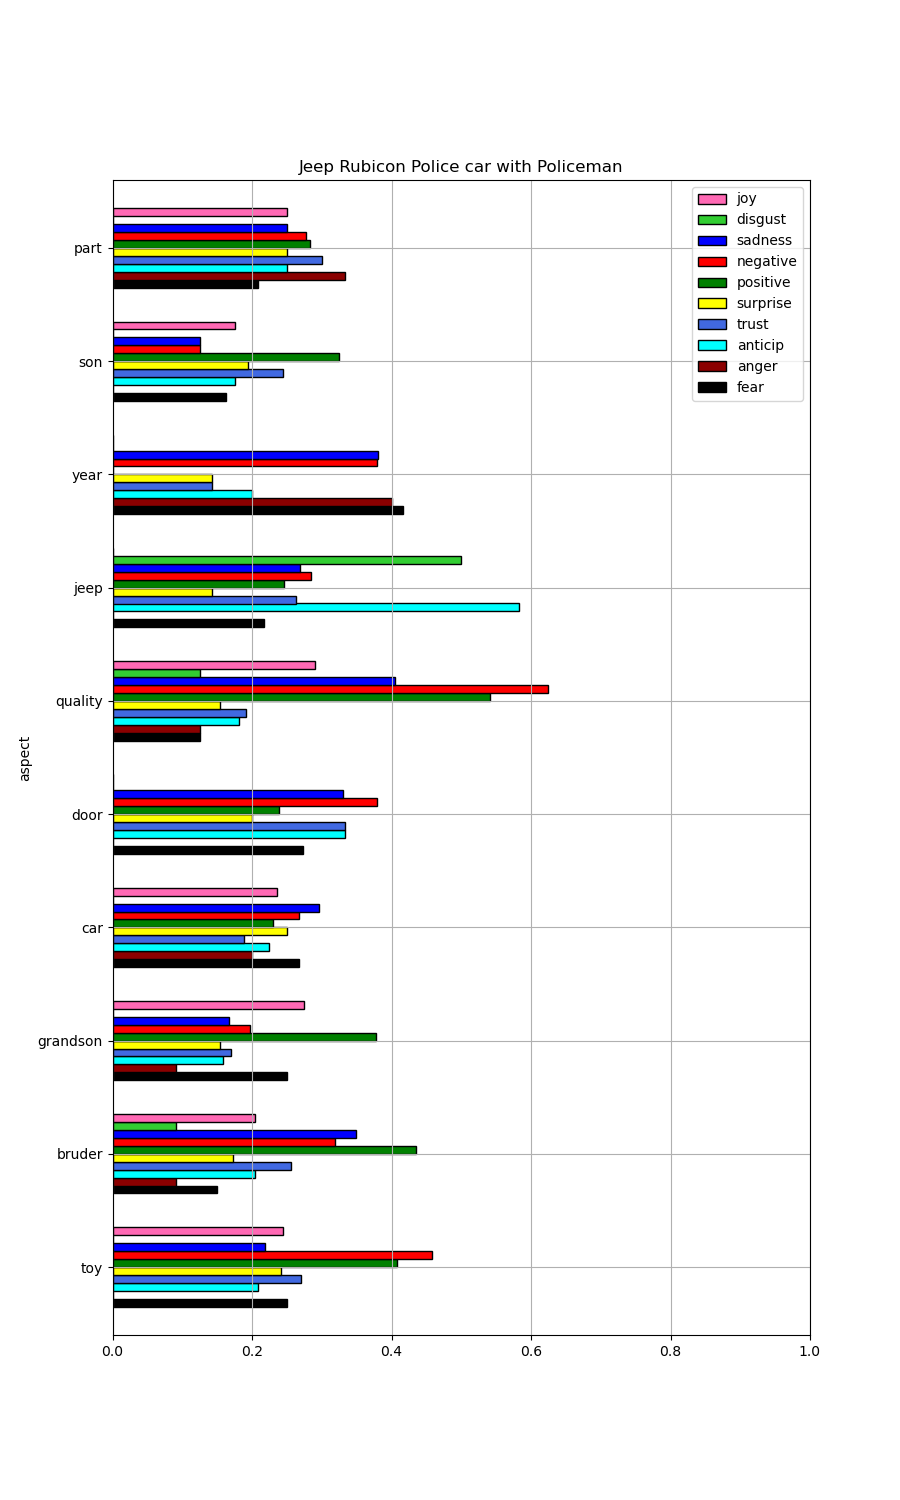 Jeep Rubicon Police car with Policeman
joy
disgust
sadness
negative
positive
surprise
trust
anticip
anger
fear
part
son
year
jeep
quality
door
car
grandson
bruder
toy
aspect
0.0 0.2 0.4 0.6 0.8 1.0